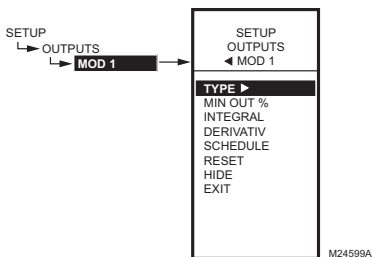 SETUP
OUTPUTS
MOD 1
SETUP
OUTPUTS
◄ MOD 1
TYPE ►
MIN OUT %
INTEGRAL
DERIVATIV
SCHEDULE
RESET
HIDE
EXIT
M24599A